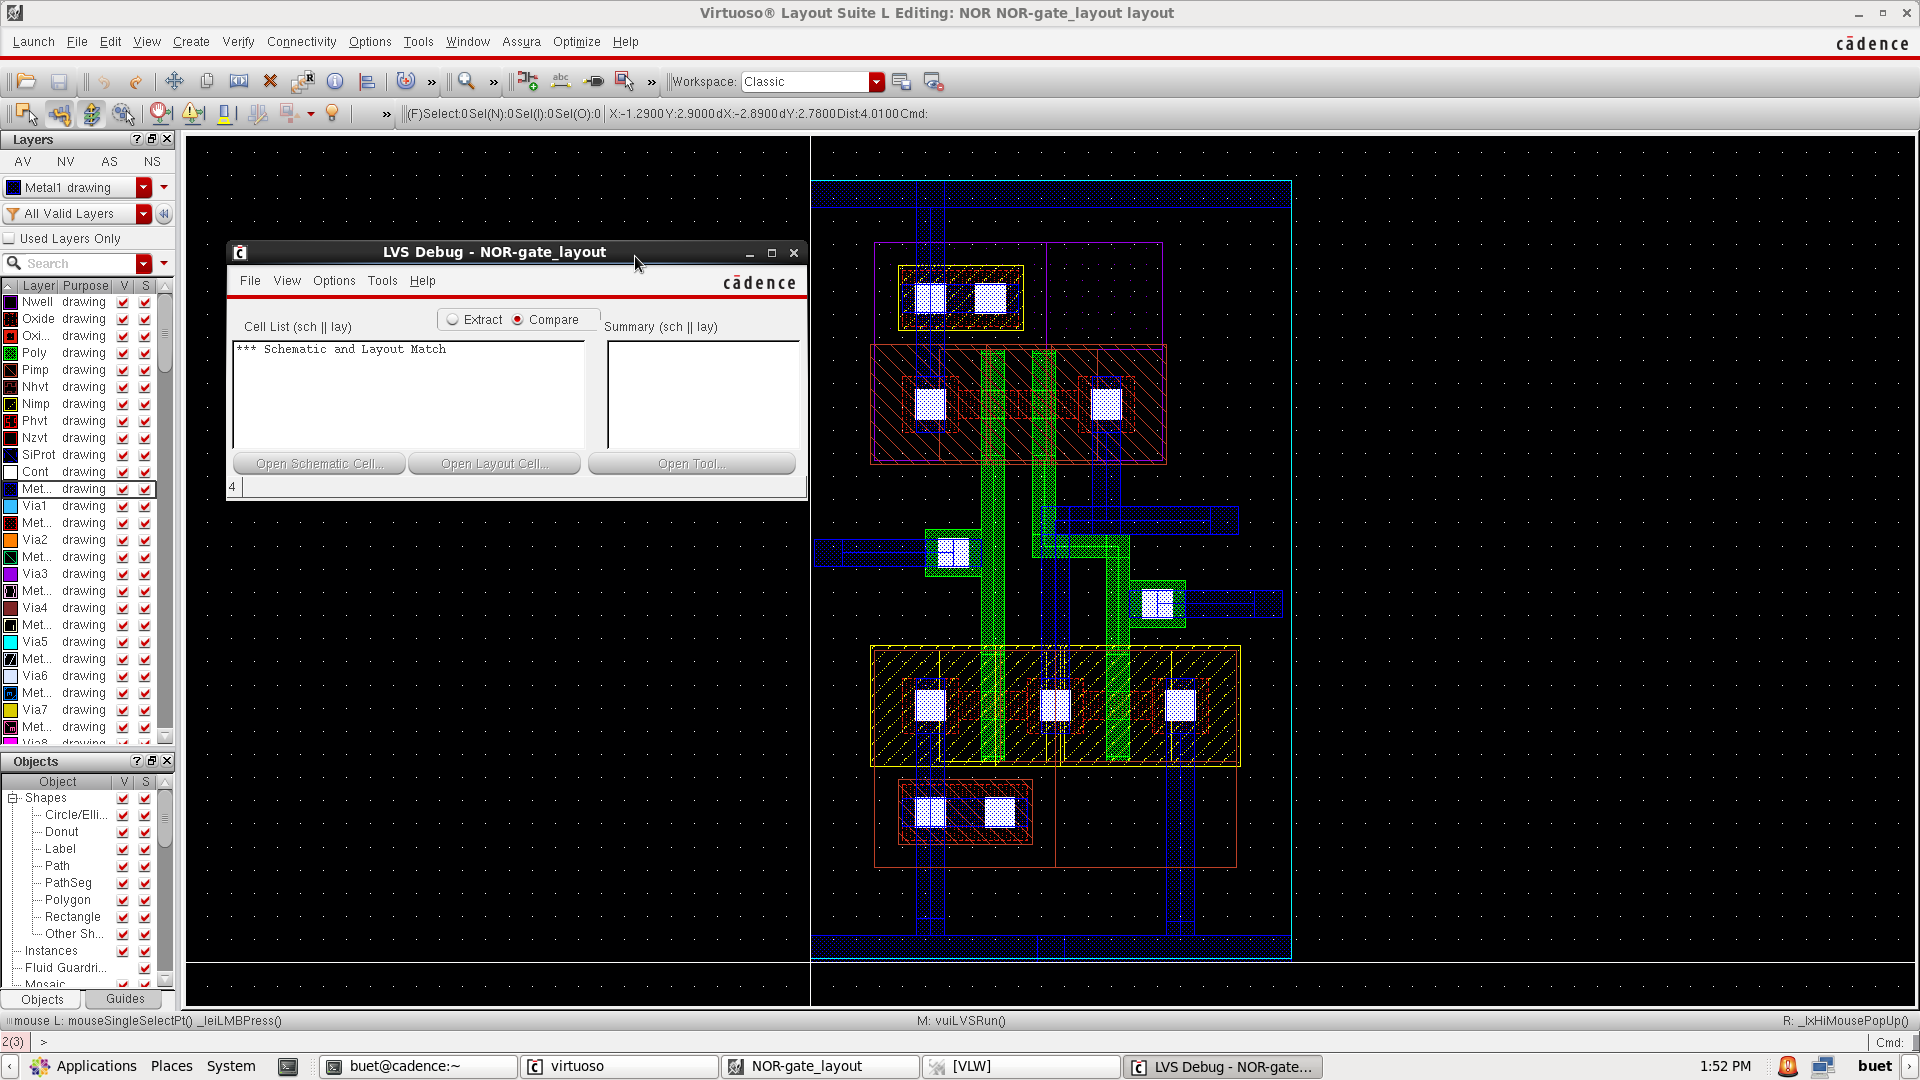 Virtuoso® Layout Suite L Editing: NOR NOR-gate_layout layout
Launch File Edit View Create Verify Connectivity Options Tools Window Assura Optimize Help
cādence
abc
R
Workspace: Classic
(F)Select:0 Sel(N):0 Sel(I):0 Sel(O):0 X:-1.2900 Y:2.9000 dX:-2.8900 dY:2.7800 Dist:4.0100 Cmd:
Layers
AV NV AS NS
Metal1 drawing
All Valid Layers
Used Layers Only
Search
Layer Purpose V S
Nwell drawing
Oxide drawing
Oxi... drawing
Poly drawing
Pimp drawing
Nhvt drawing
Nimp drawing
Phvt drawing
Nzvt drawing
SiProt drawing
Cont drawing
Met... drawing
Via1 drawing
Met... drawing
Via2 drawing
Met... drawing
Via3 drawing
Met... drawing
Via4 drawing
Met... drawing
Via5 drawing
Met... drawing
Via6 drawing
Met... drawing
Via7 drawing
Met... drawing
Via8 drawing
Objects
Object V S
Shapes
Circle/Elli...
Donut
Label
Path
PathSeg
Polygon
Rectangle
Other Sh...
Instances
Fluid Guardri...
Mosaic
Objects Guides
LVS Debug - NOR-gate_layout
File View Options Tools Help
cādence
Cell List (sch || lay)
Extract Compare
Summary (sch || lay)
*** Schematic and Layout Match
Open Schematic Cell... Open Layout Cell... Open Tool...
4
mouse L: mouseSingleSelectPt() _leiLMBPress()
M: vuiLVSRun()
R: _lxHiMousePopUp()
2(3) >
Cmd:
Applications Places System
buet@cadence:~
virtuoso
NOR-gate_layout
[VLW]
LVS Debug - NOR-gate...
1:52 PM
buet